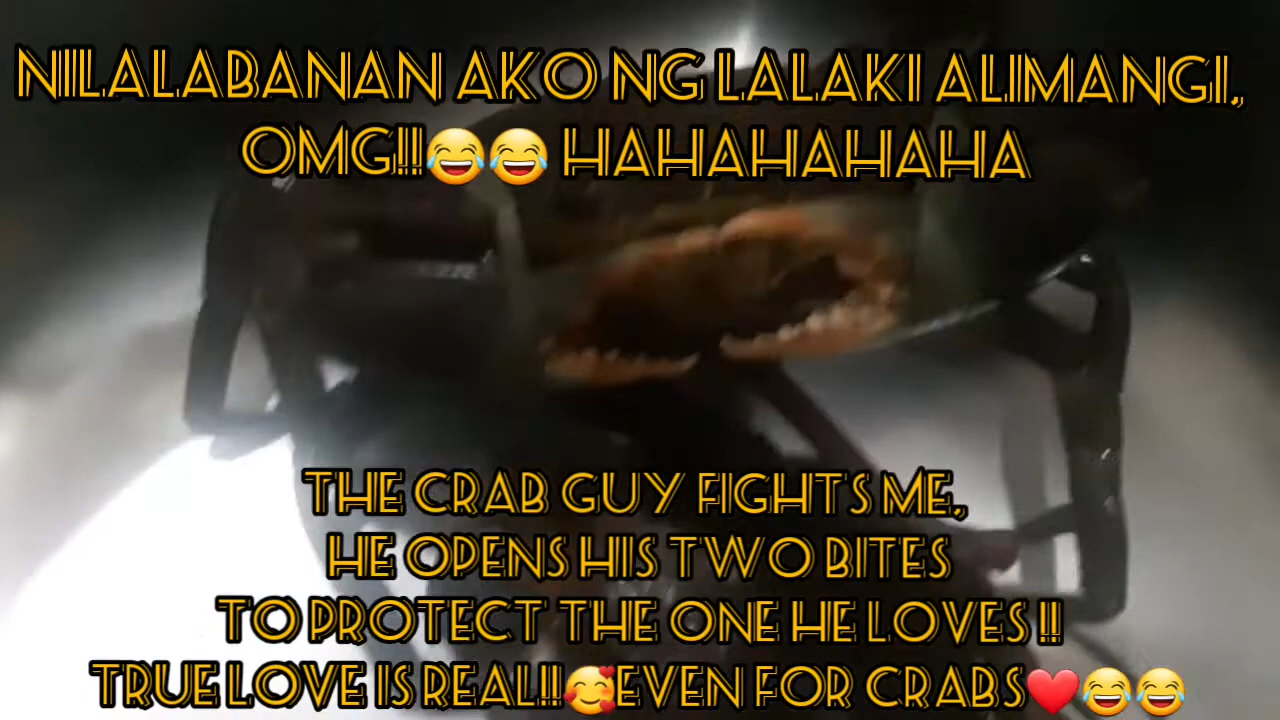 NILALABANAN AKO NG LALAKI ALIMANGI,
OMG!!😂😂 HAHAHAHAHA
THE CRAB GUY FIGHTS ME,
HE OPENS HIS TWO BITES
TO PROTECT THE ONE HE LOVES !!
TRUE LOVE IS REAL!!🥰EVEN FOR CRABS❤️😂😂